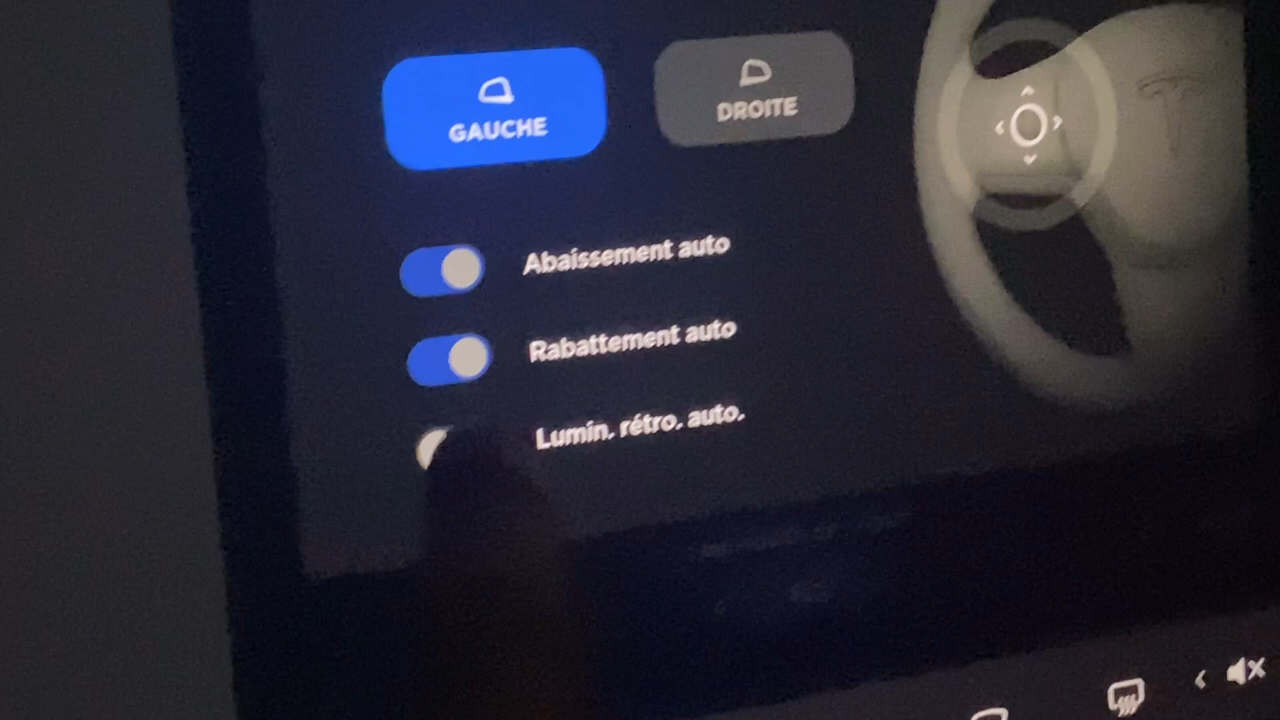 GAUCHE
DROITE
Abaissement auto
Rabattement auto
Lumin. rétro. auto.